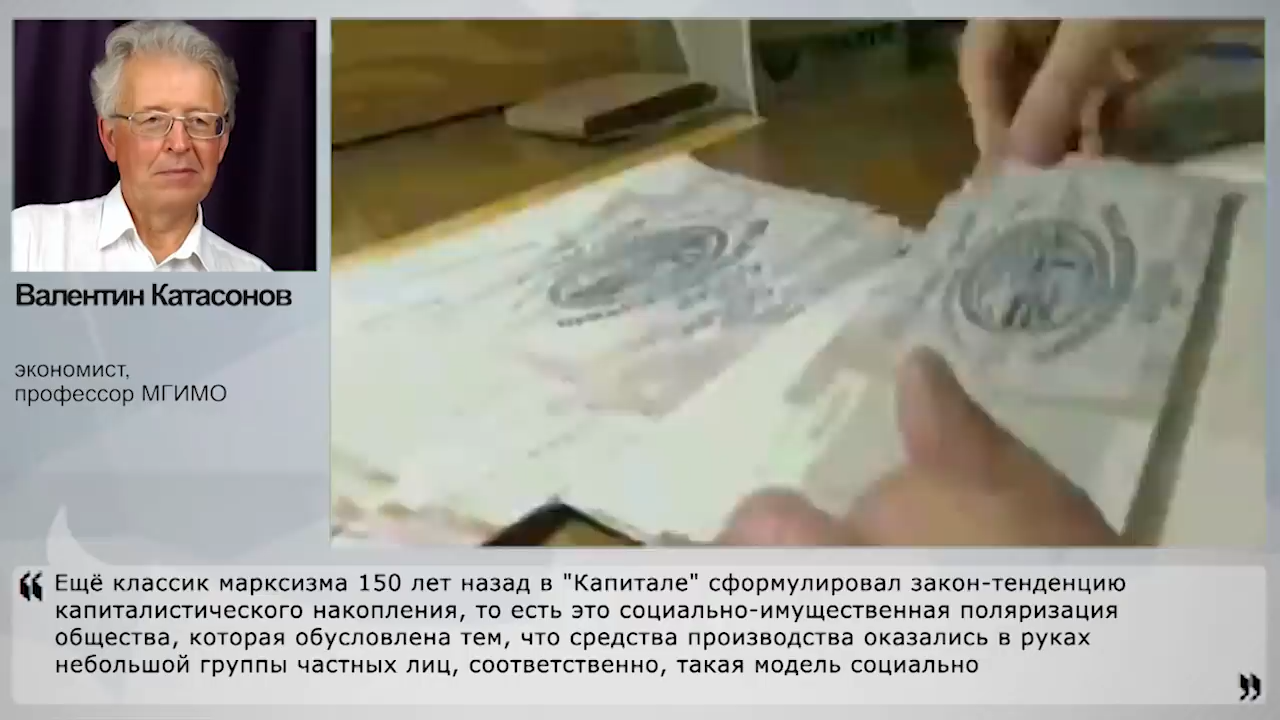 Валентин Катасонов
экономист,
профессор МГИМО
“ Ещё классик марксизма 150 лет назад в "Капитале" сформулировал закон-тенденцию
капиталистического накопления, то есть это социально-имущественная поляризация
общества, которая обусловлена тем, что средства производства оказались в руках
небольшой группы частных лиц, соответственно, такая модель социально
”